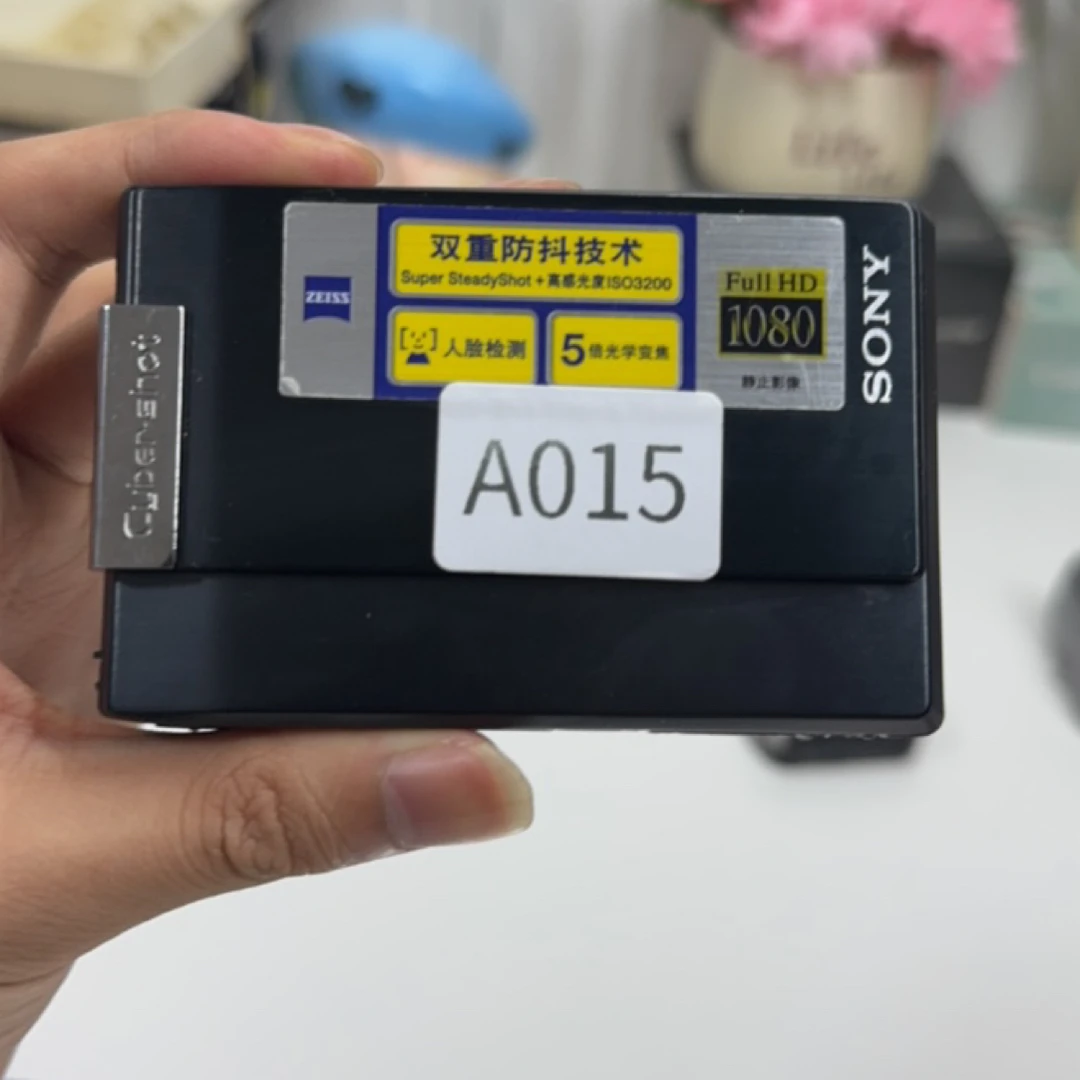 双重防抖技术
Super SteadyShot + 高感光度ISO3200
ZEISS
人脸检测
5倍光学变焦
Full HD
1080
静止影像
SONY
Cyber-shot
A015